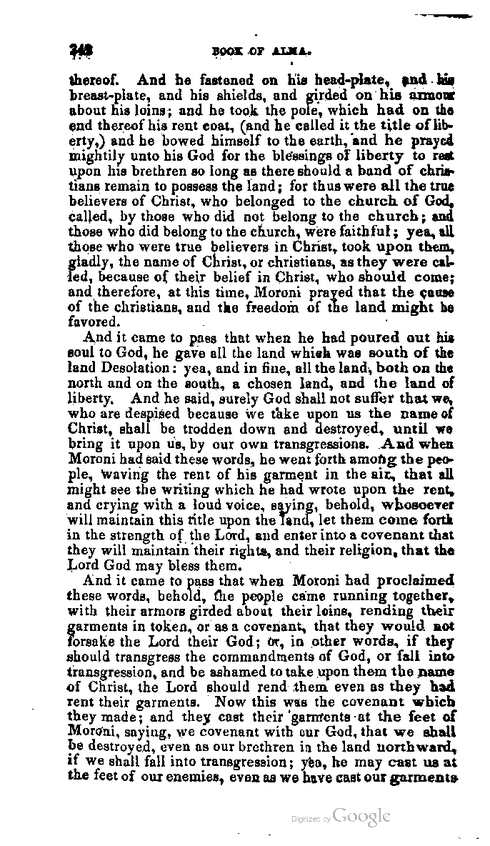 342 BOOK OF ALMA.
thereof. And he fastened on his head-plate, and his
breast-plate, and his shields, and girded on his armour
about his loins; and he took the pole, which had on the
end thereof his rent coat, (and he called it the title of lib-
erty,) and he bowed himself to the earth, and he prayed
mightily unto his God for the blessings of liberty to rest
upon his brethren so long as there should a band of chris-
tians remain to possess the land; for thus were all the true
believers of Christ, who belonged to the church of God,
called, by those who did not belong to the church; and
those who did belong to the church, were faithful; yea, all
those who were true believers in Christ, took upon them,
gladly, the name of Christ, or christians, as they were cal-
led, because of their belief in Christ, who should come;
and therefore, at this time, Moroni prayed that the cause
of the christians, and the freedom of the land might be
favored.
And it came to pass that when he had poured out his
soul to God, he gave all the land which was south of the
land Desolation: yea, and in fine, all the land, both on the
north and on the south, a chosen land, and the land of
liberty. And he said, surely God shall not suffer that we,
who are despised because we take upon us the name of
Christ, shall be trodden down and destroyed, until we
bring it upon us, by our own transgressions. And when
Moroni had said these words, he went forth among the peo-
ple, waving the rent of his garment in the air, that all
might see the writing which he had wrote upon the rent,
and crying with a loud voice, saying, behold, whosoever
will maintain this title upon the land, let them come forth
in the strength of the Lord, and enter into a covenant that
they will maintain their rights, and their religion, that the
Lord God may bless them.
And it came to pass that when Moroni had proclaimed
these words, behold, the people came running together,
with their armors girded about their loins, rending their
garments in token, or as a covenant, that they would not
forsake the Lord their God; or, in other words, if they
should transgress the commandments of God, or fall into
transgression, and be ashamed to take upon them the name
of Christ, the Lord should rend them even as they had
rent their garments. Now this was the covenant which
they made; and they cast their garments at the feet of
Moroni, saying, we covenant with our God, that we shall
be destroyed, even as our brethren in the land northward,
if we shall fall into transgression; yea, he may cast us at
the feet of our enemies, even as we have cast our garments
Digitized by Google